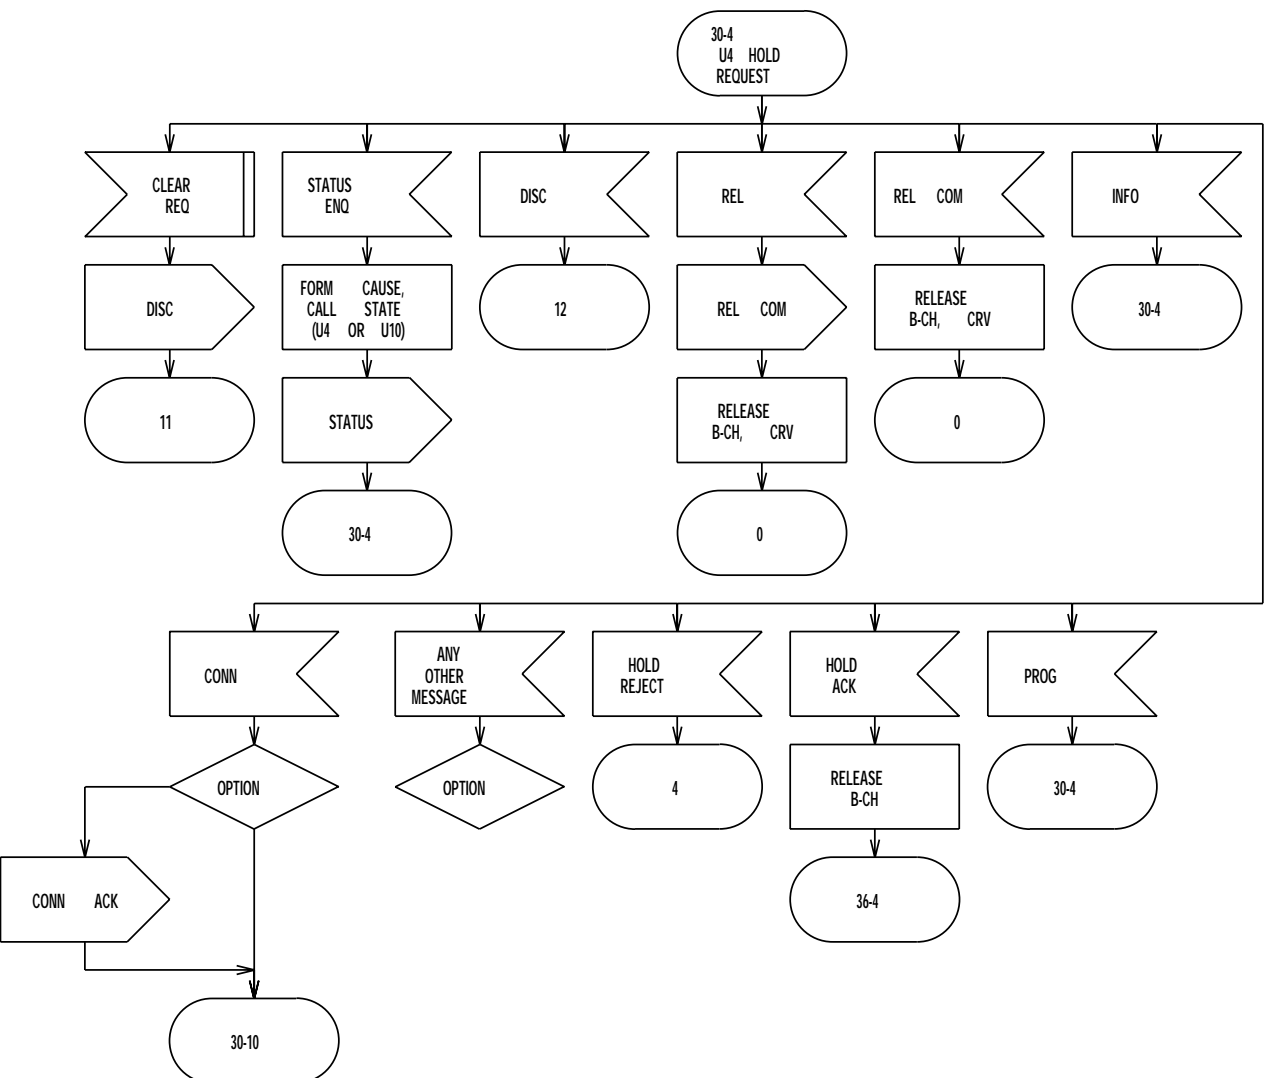 30-4
U4 HOLD
REQUEST
CLEAR
REQ
STATUS
ENQ
DISC
REL
REL COM
INFO
DISC
FORM CAUSE,
CALL STATE
(U4 OR U10)
12
REL COM
RELEASE
B-CH, CRV
30-4
11
STATUS
RELEASE
B-CH, CRV
0
30-4
0
CONN
ANY
OTHER
MESSAGE
HOLD
REJECT
HOLD
ACK
PROG
OPTION
OPTION
4
RELEASE
B-CH
30-4
CONN ACK
36-4
30-10